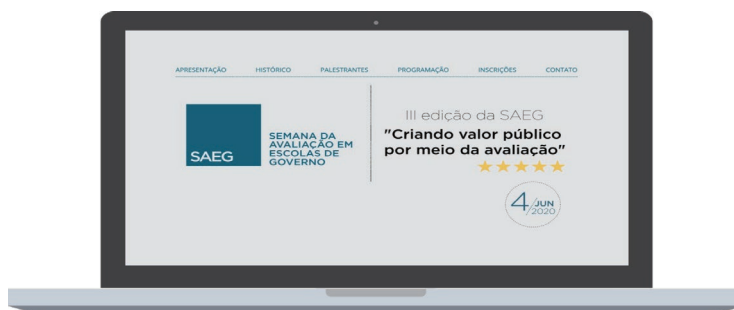 APRESENTAÇÃO HISTÓRICO PALESTRANTES PROGRAMAÇÃO INSCRIÇÕES CONTATO
SAEG
SEMANA DA
AVALIAÇÃO EM
ESCOLAS DE
GOVERNO
III edição da SAEG
"Criando valor público
por meio da avaliação"
4/JUN
2020